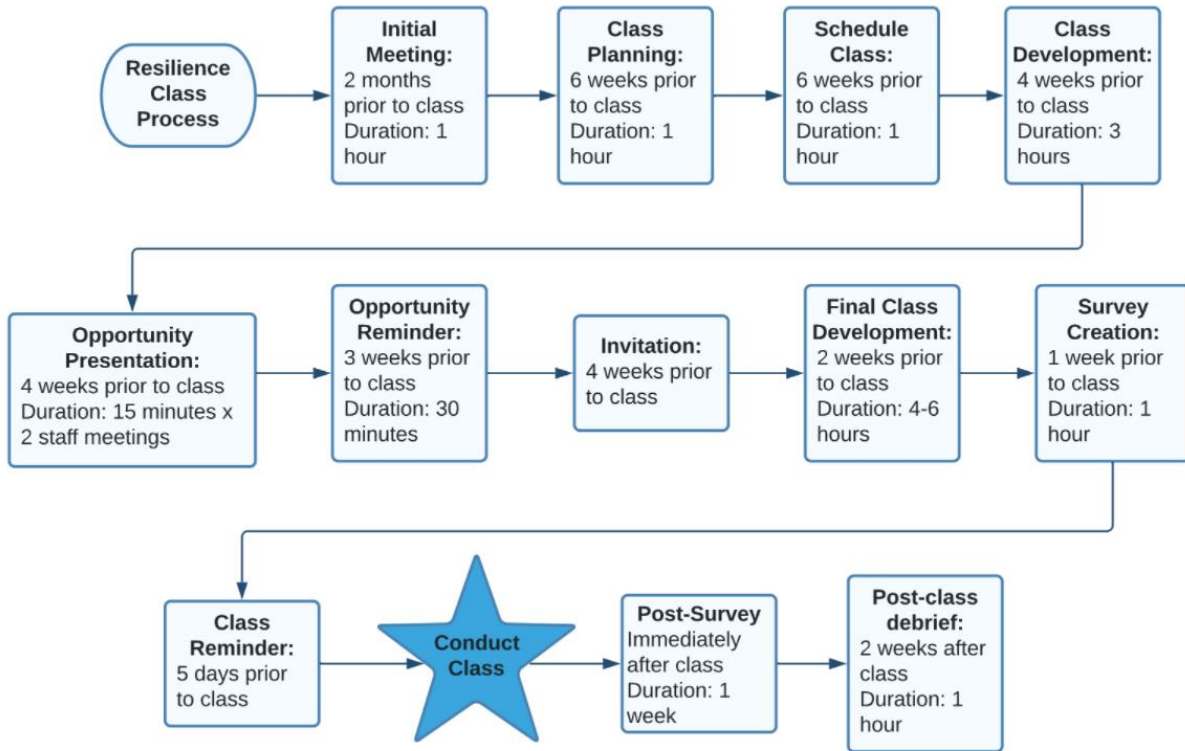 Resilience
Class
Process
Initial
Meeting:
2 months
prior to class
Duration: 1
hour
Class
Planning:
6 weeks prior
to class
Duration: 1
hour
Schedule
Class:
6 weeks prior
to class
Duration: 1
hour
Class
Development:
4 weeks prior
to class
Duration: 3
hours
Opportunity
Presentation:
4 weeks prior to class
Duration: 15 minutes x
2 staff meetings
Opportunity
Reminder:
3 weeks prior
to class
Duration: 30
minutes
Invitation:
4 weeks prior
to class
Final Class
Development:
2 weeks prior
to class
Duration: 4-6
hours
Survey
Creation:
1 week prior
to class
Duration: 1
hour
Class
Reminder:
5 days prior
to class
Conduct
Class
Post-Survey
Immediately
after class
Duration: 1
week
Post-class
debrief:
2 weeks after
class
Duration: 1
hour